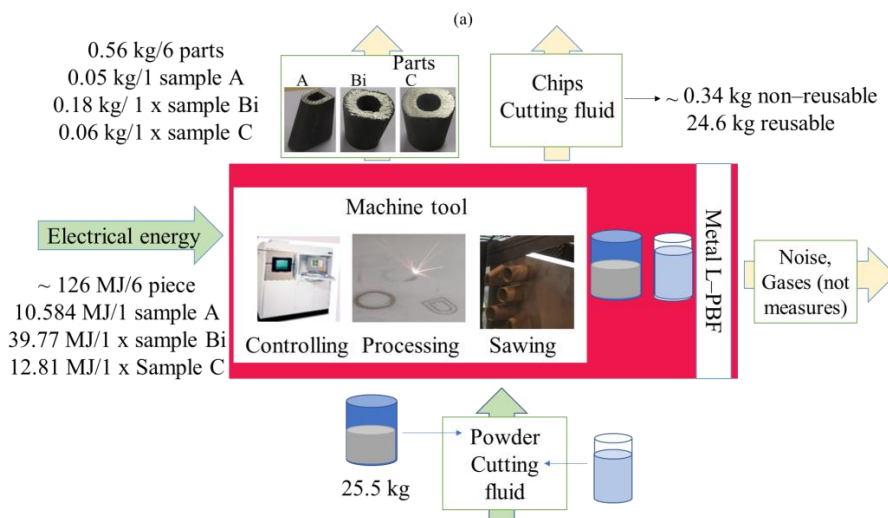 (a)
0.56 kg/6 parts
0.05 kg/1 sample A
0.18 kg/ 1 x sample Bi
0.06 kg/1 x sample C
Parts
A Bi C
Chips
Cutting fluid
~ 0.34 kg non–reusable
24.6 kg reusable
Electrical energy
~ 126 MJ/6 piece
10.584 MJ/1 sample A
39.77 MJ/1 x sample Bi
12.81 MJ/1 x Sample C
Machine tool
Controlling Processing Sawing
Metal L–PBF
Noise,
Gases (not
measures)
25.5 kg
Powder
Cutting
fluid